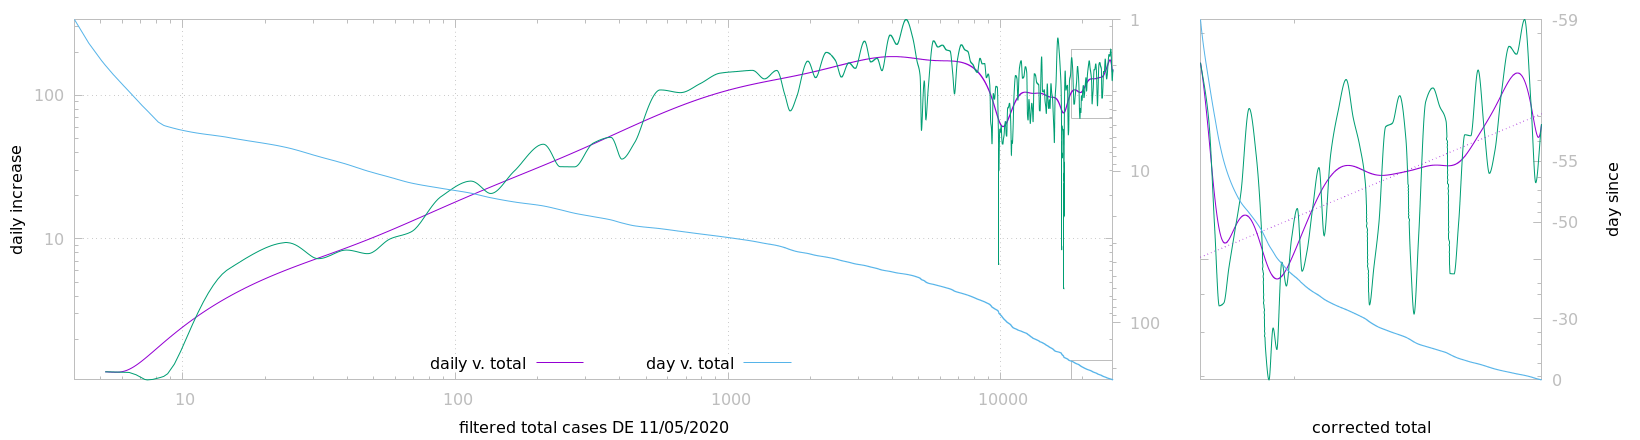 daily increase
100
10
10
100
1000
10000
1
10
100
daily v. total
day v. total
filtered total cases DE 11/05/2020
-59
-55
-50
-30
0
day since
corrected total